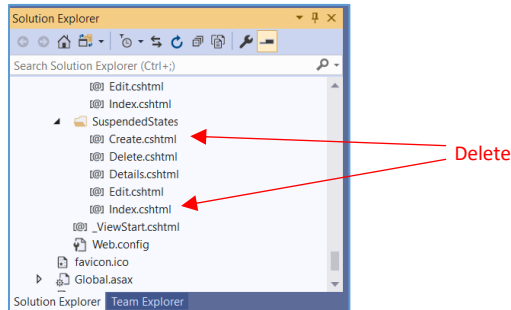 Solution Explorer
Search Solution Explorer (Ctrl+;)
[@] Edit.cshtml
[@] Index.cshtml
SuspendedStates
[@] Create.cshtml
[@] Delete.cshtml
[@] Details.cshtml
[@] Edit.cshtml
[@] Index.cshtml
[@] _ViewStart.cshtml
Web.config
favicon.ico
Global.asax
Solution Explorer Team Explorer
Delete